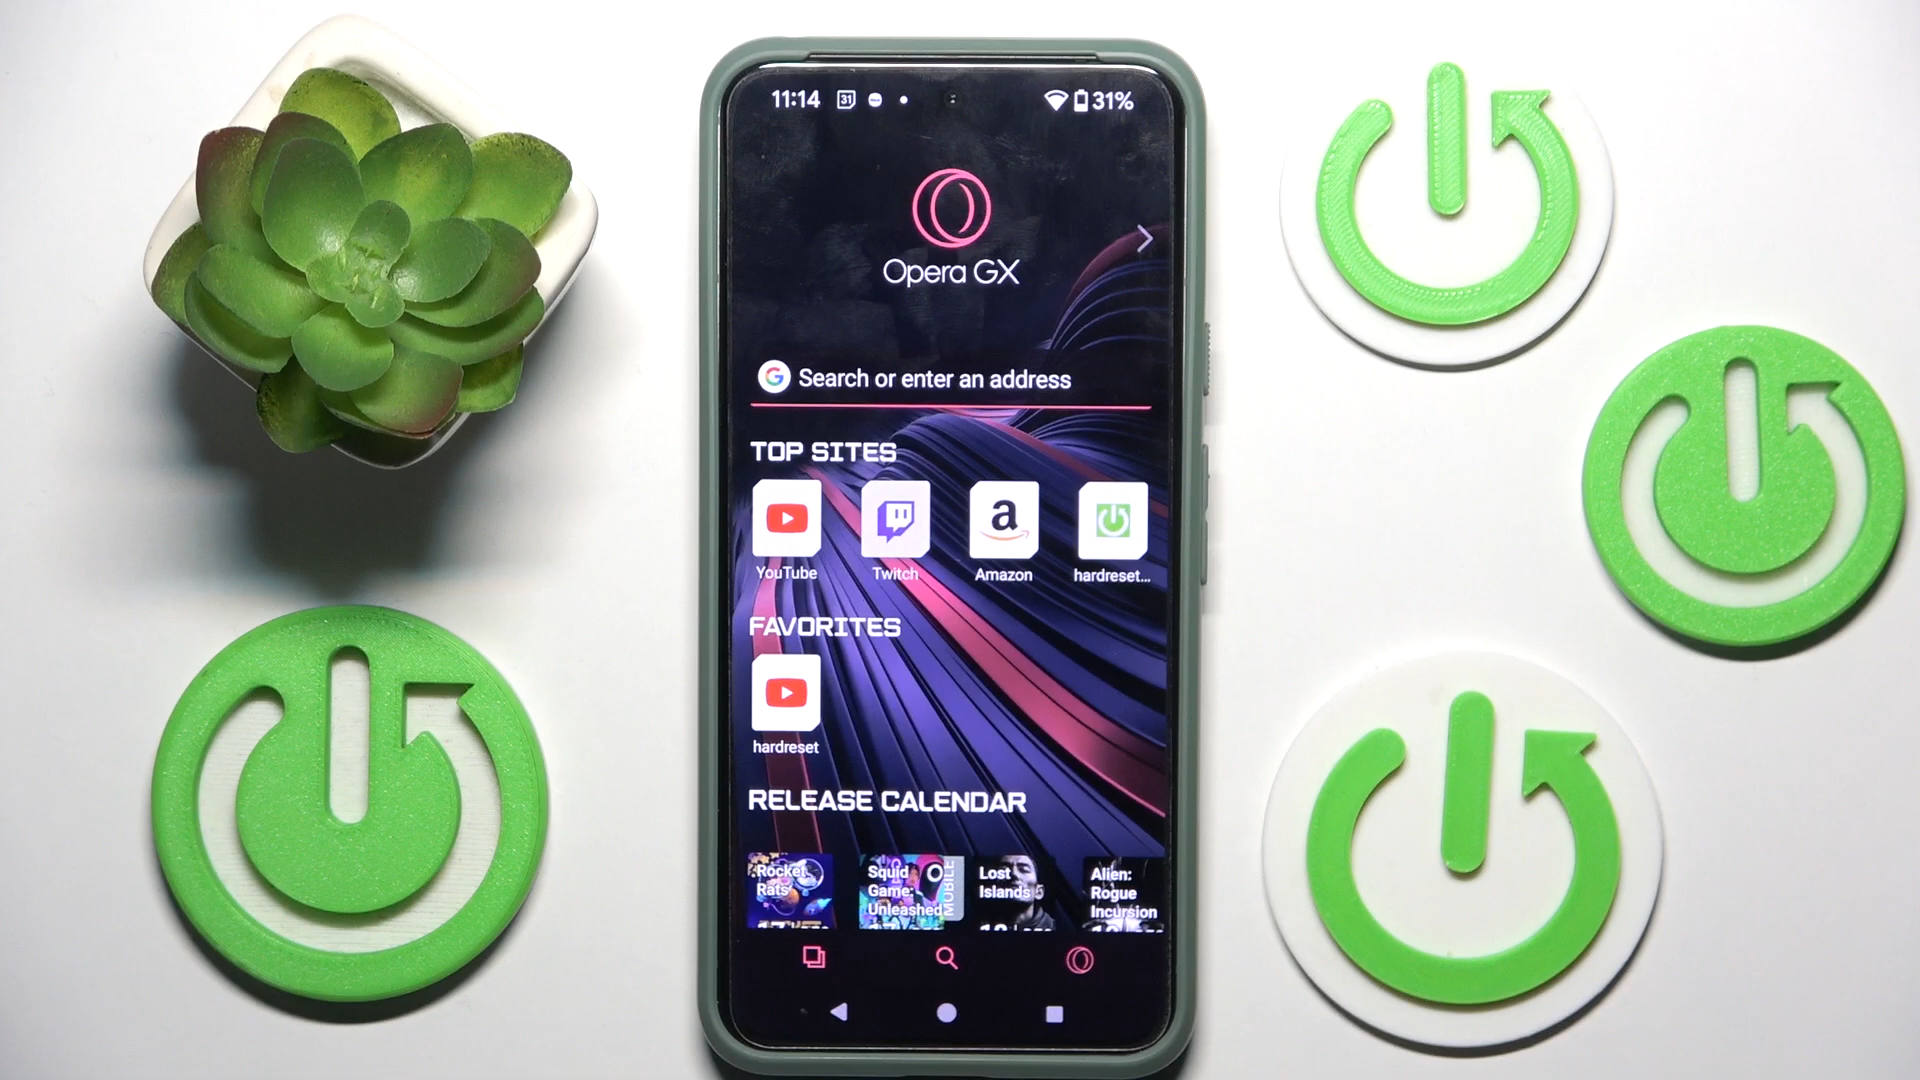 11:14 31 31%
Opera GX
Search or enter an address
TOP SITES
YouTube Twitch Amazon hardreset...
FAVORITES
hardreset
RELEASE CALENDAR
Rocket Rats
Squid Game: Unleashed
MOBILE
Lost Islands
Alien: Rogue Incursion